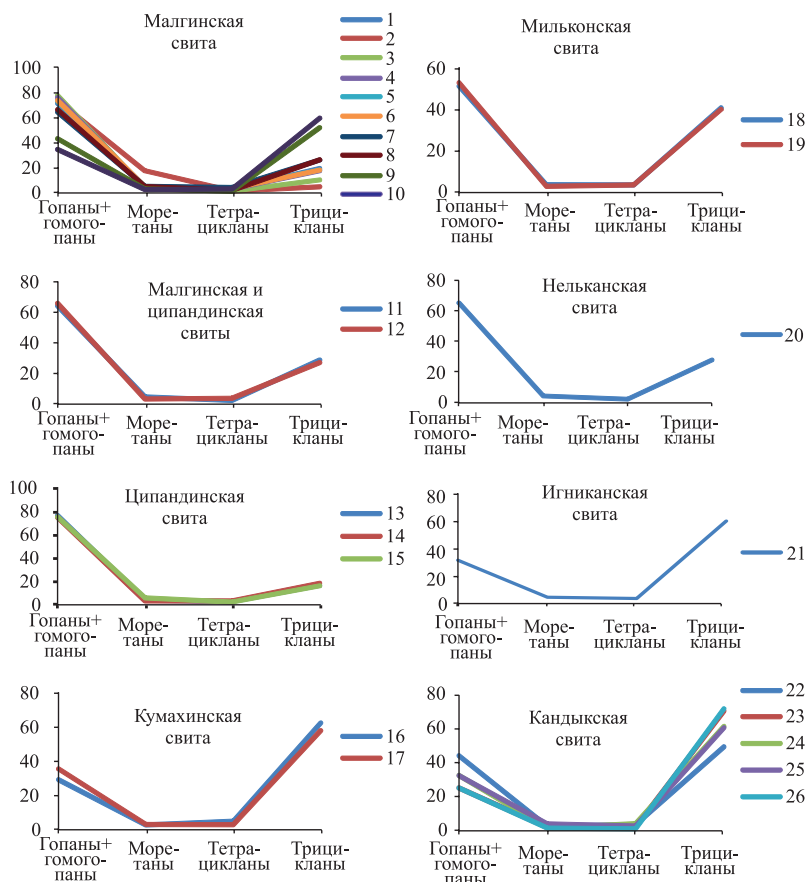 Малгинская
свита
100
80
60
40
20
0
Гопаны+
гомого-
паны
Море-
таны
Тетра-
цикланы
Трици-
кланы
1
2
3
4
5
6
7
8
9
10
Мильконская
свита
60
40
20
0
Гопаны+
гомого-
паны
Море-
таны
Тетра-
цикланы
Трици-
кланы
18
19
Малгинская и
ципандинская
свиты
80
60
40
20
0
Гопаны+
гомого-
паны
Море-
таны
Тетра-
цикланы
Трици-
кланы
11
12
Нельканская
свита
80
60
40
20
0
Гопаны+
гомого-
паны
Море-
таны
Тетра-
цикланы
Трици-
кланы
20
Ципандинская
свита
100
80
60
40
20
0
Гопаны+
гомого-
паны
Море-
таны
Тетра-
цикланы
Трици-
кланы
13
14
15
Игниканская
свита
80
60
40
20
0
Гопаны+
гомого-
паны
Море-
таны
Тетра-
цикланы
Трици-
кланы
21
Кумахинская
свита
80
60
40
20
0
Гопаны+
гомого-
паны
Море-
таны
Тетра-
цикланы
Трици-
кланы
16
17
Кандыкская
свита
80
60
40
20
0
Гопаны+
гомого-
паны
Море-
таны
Тетра-
цикланы
Трици-
кланы
22
23
24
25
26